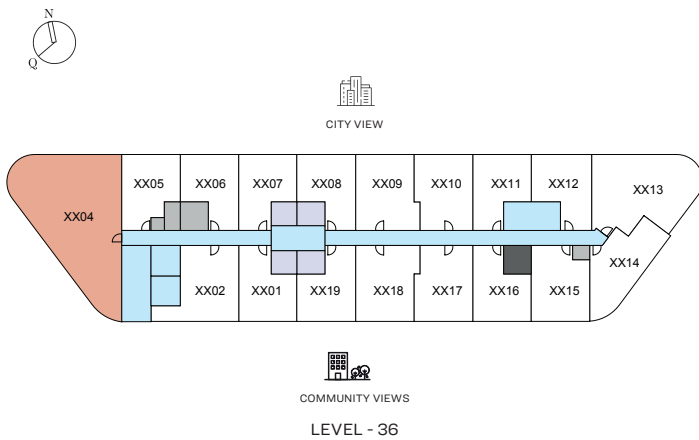 N
Q
CITY VIEW
XX05 XX06 XX07 XX08 XX09 XX10 XX11 XX12 XX13
XX04
XX14
XX02 XX01 XX19 XX18 XX17 XX16 XX15
COMMUNITY VIEWS
LEVEL - 36